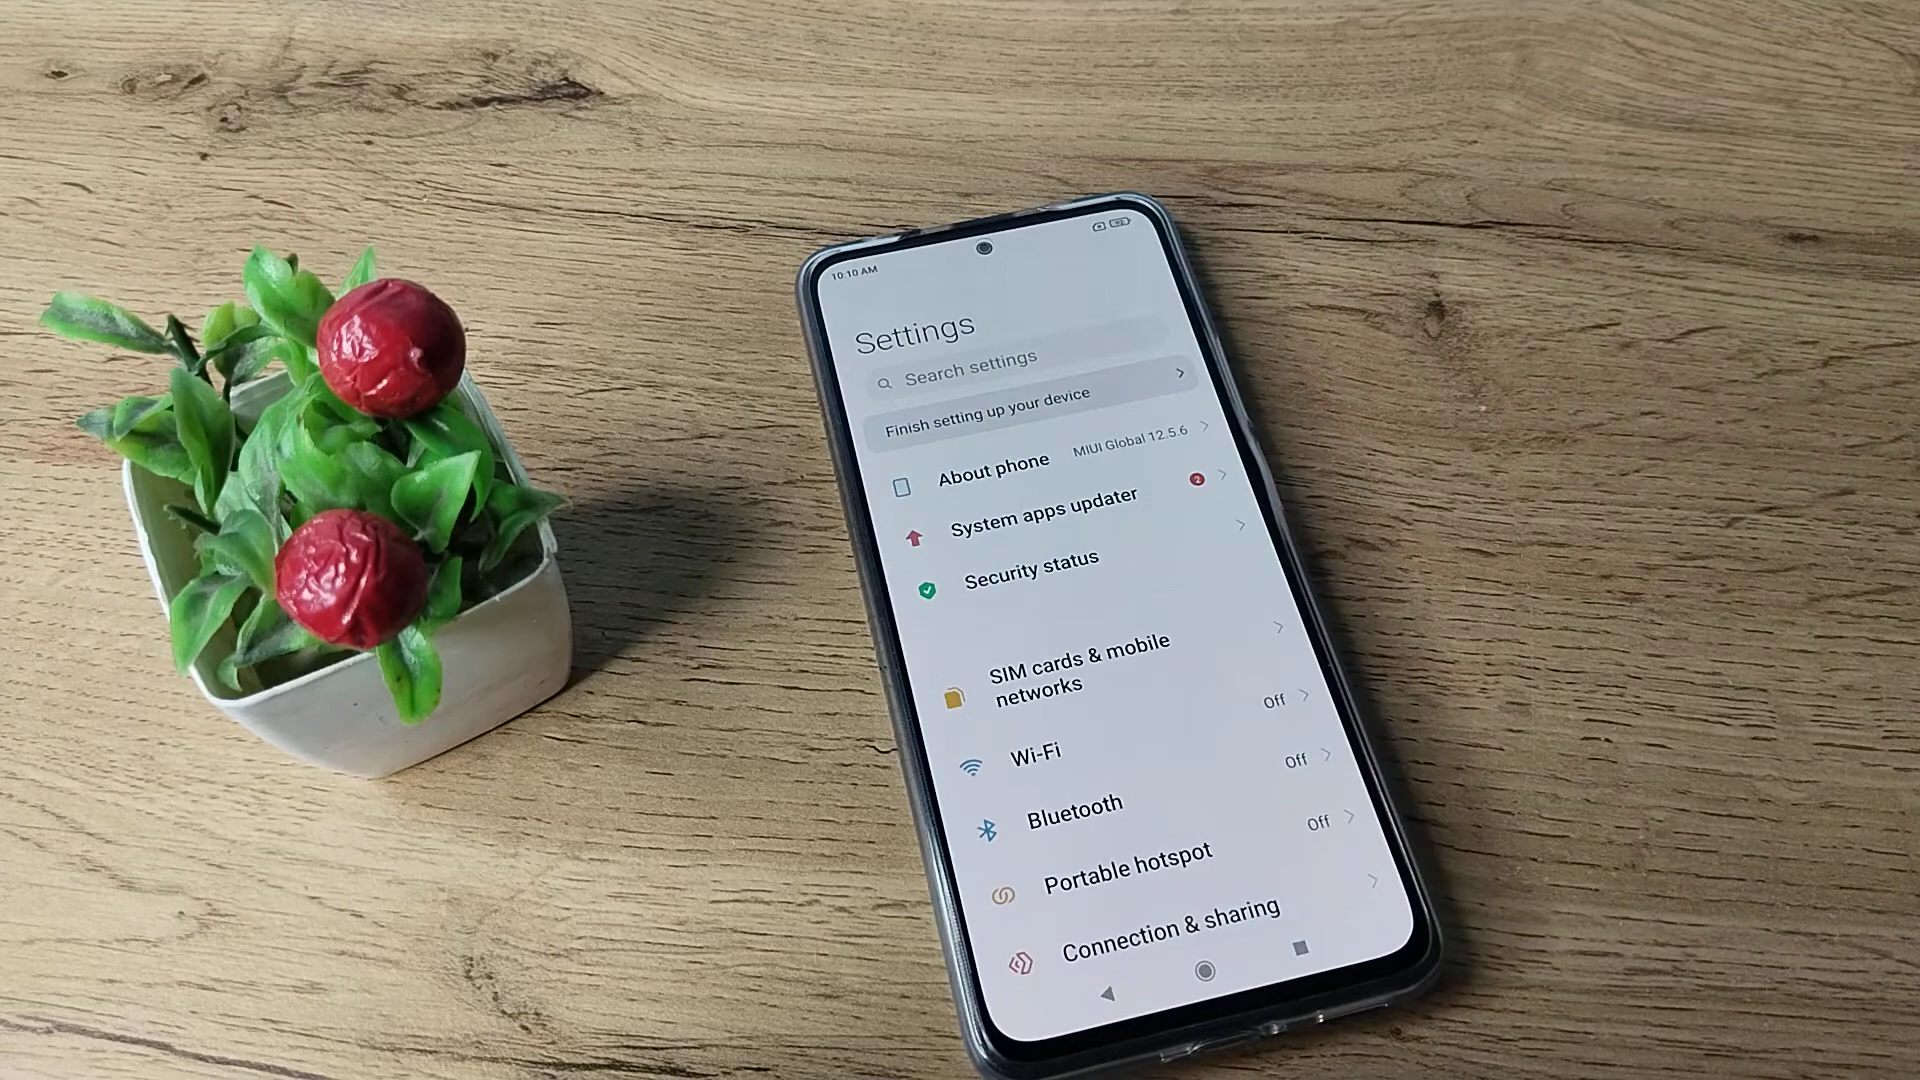 10:10 AM
Settings
Search settings
Finish setting up your device
About phone MIUI Global 12.5.6
System apps updater 2
Security status
SIM cards & mobile
networks
Wi-Fi Off
Bluetooth Off
Portable hotspot Off
Connection & sharing